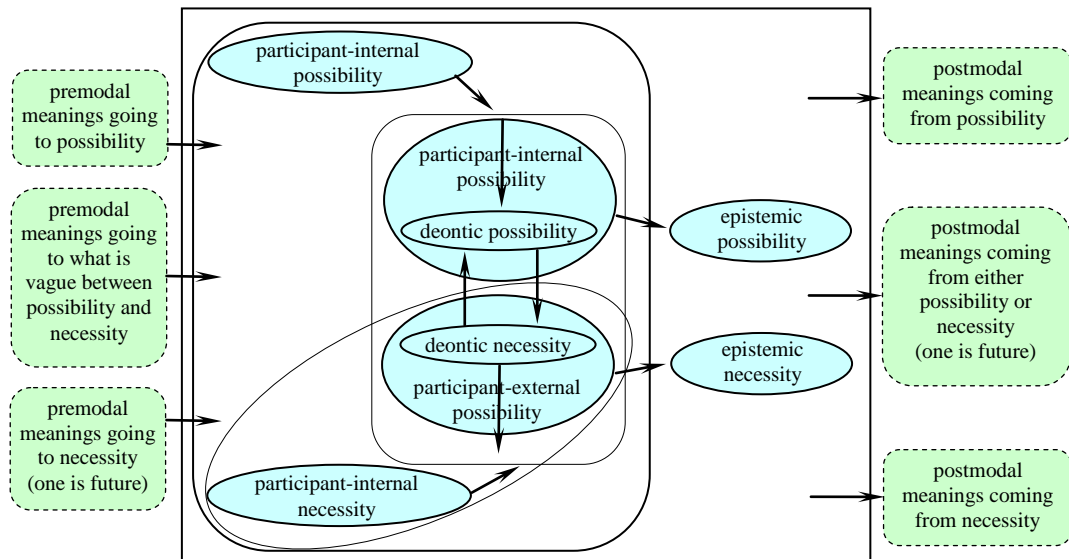 participant-internal
possibility
premodal
meanings going
to possibility
premodal
meanings going
to what is
vague between
possibility and
necessity
premodal
meanings going
to necessity
(one is future)
participant-internal
possibility
deontic possibility
deontic necessity
participant-external
possibility
participant-internal
necessity
epistemic
possibility
epistemic
necessity
postmodal
meanings coming
from possibility
postmodal
meanings coming
from either
possibility or
necessity
(one is future)
postmodal
meanings coming
from necessity